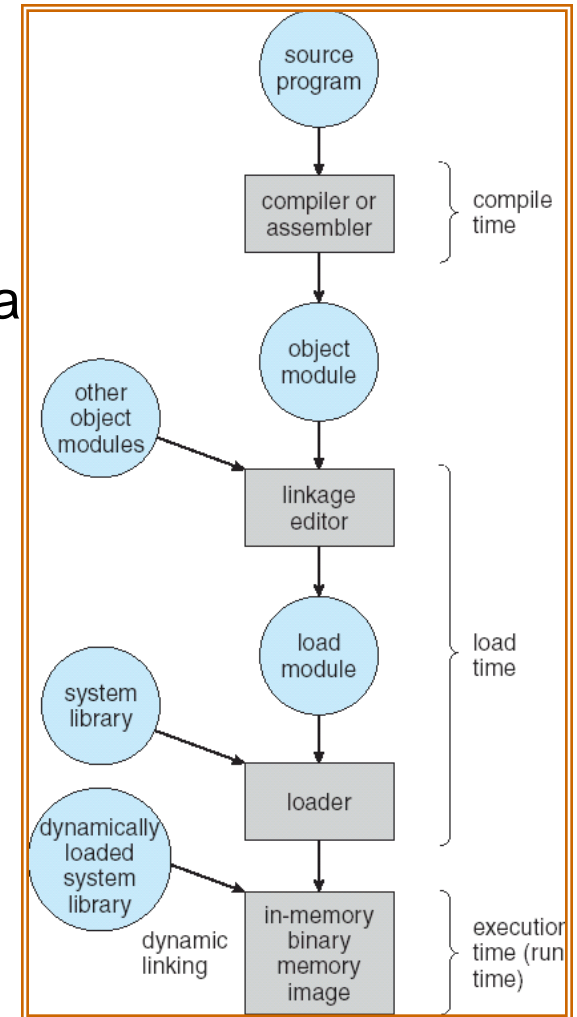 source
program
compiler or
assembler
compile
time
a
object
module
other
object
modules
linkage
editor
load
module
load
time
system
library
loader
dynamically
loaded
system
library
in-memory
binary
memory
image
dynamic
linking
execution
time (run
time)